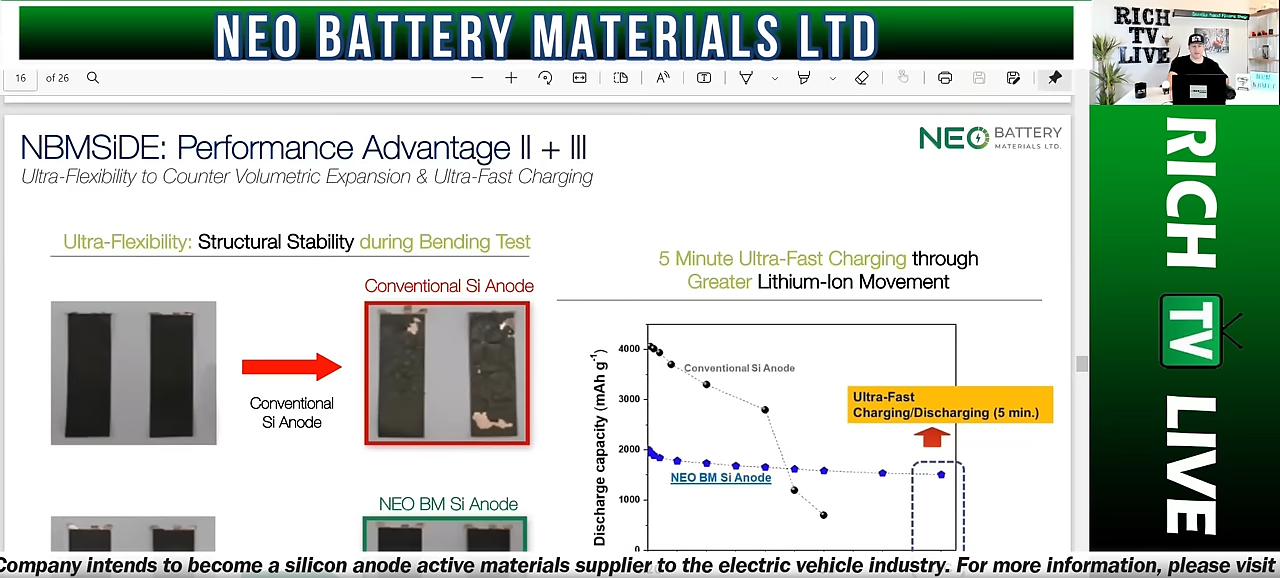 NEO BATTERY MATERIALS LTD
RICH
TV
LIVE
16
of 26
NBMSiDE: Performance Advantage II + III
Ultra-Flexibility to Counter Volumetric Expansion & Ultra-Fast Charging
NEO BATTERY
MATERIALS LTD.
Ultra-Flexibility: Structural Stability during Bending Test
5 Minute Ultra-Fast Charging through
Greater Lithium-Ion Movement
Conventional Si Anode
Conventional
Si Anode
NEO BM Si Anode
Discharge capacity (mAh g-1)
4000
3000
2000
1000
0
Conventional Si Anode
NEO BM Si Anode
Ultra-Fast
Charging/Discharging (5 min.)
RICH TV LIVE
Company intends to become a silicon anode active materials supplier to the electric vehicle industry. For more information, please visit